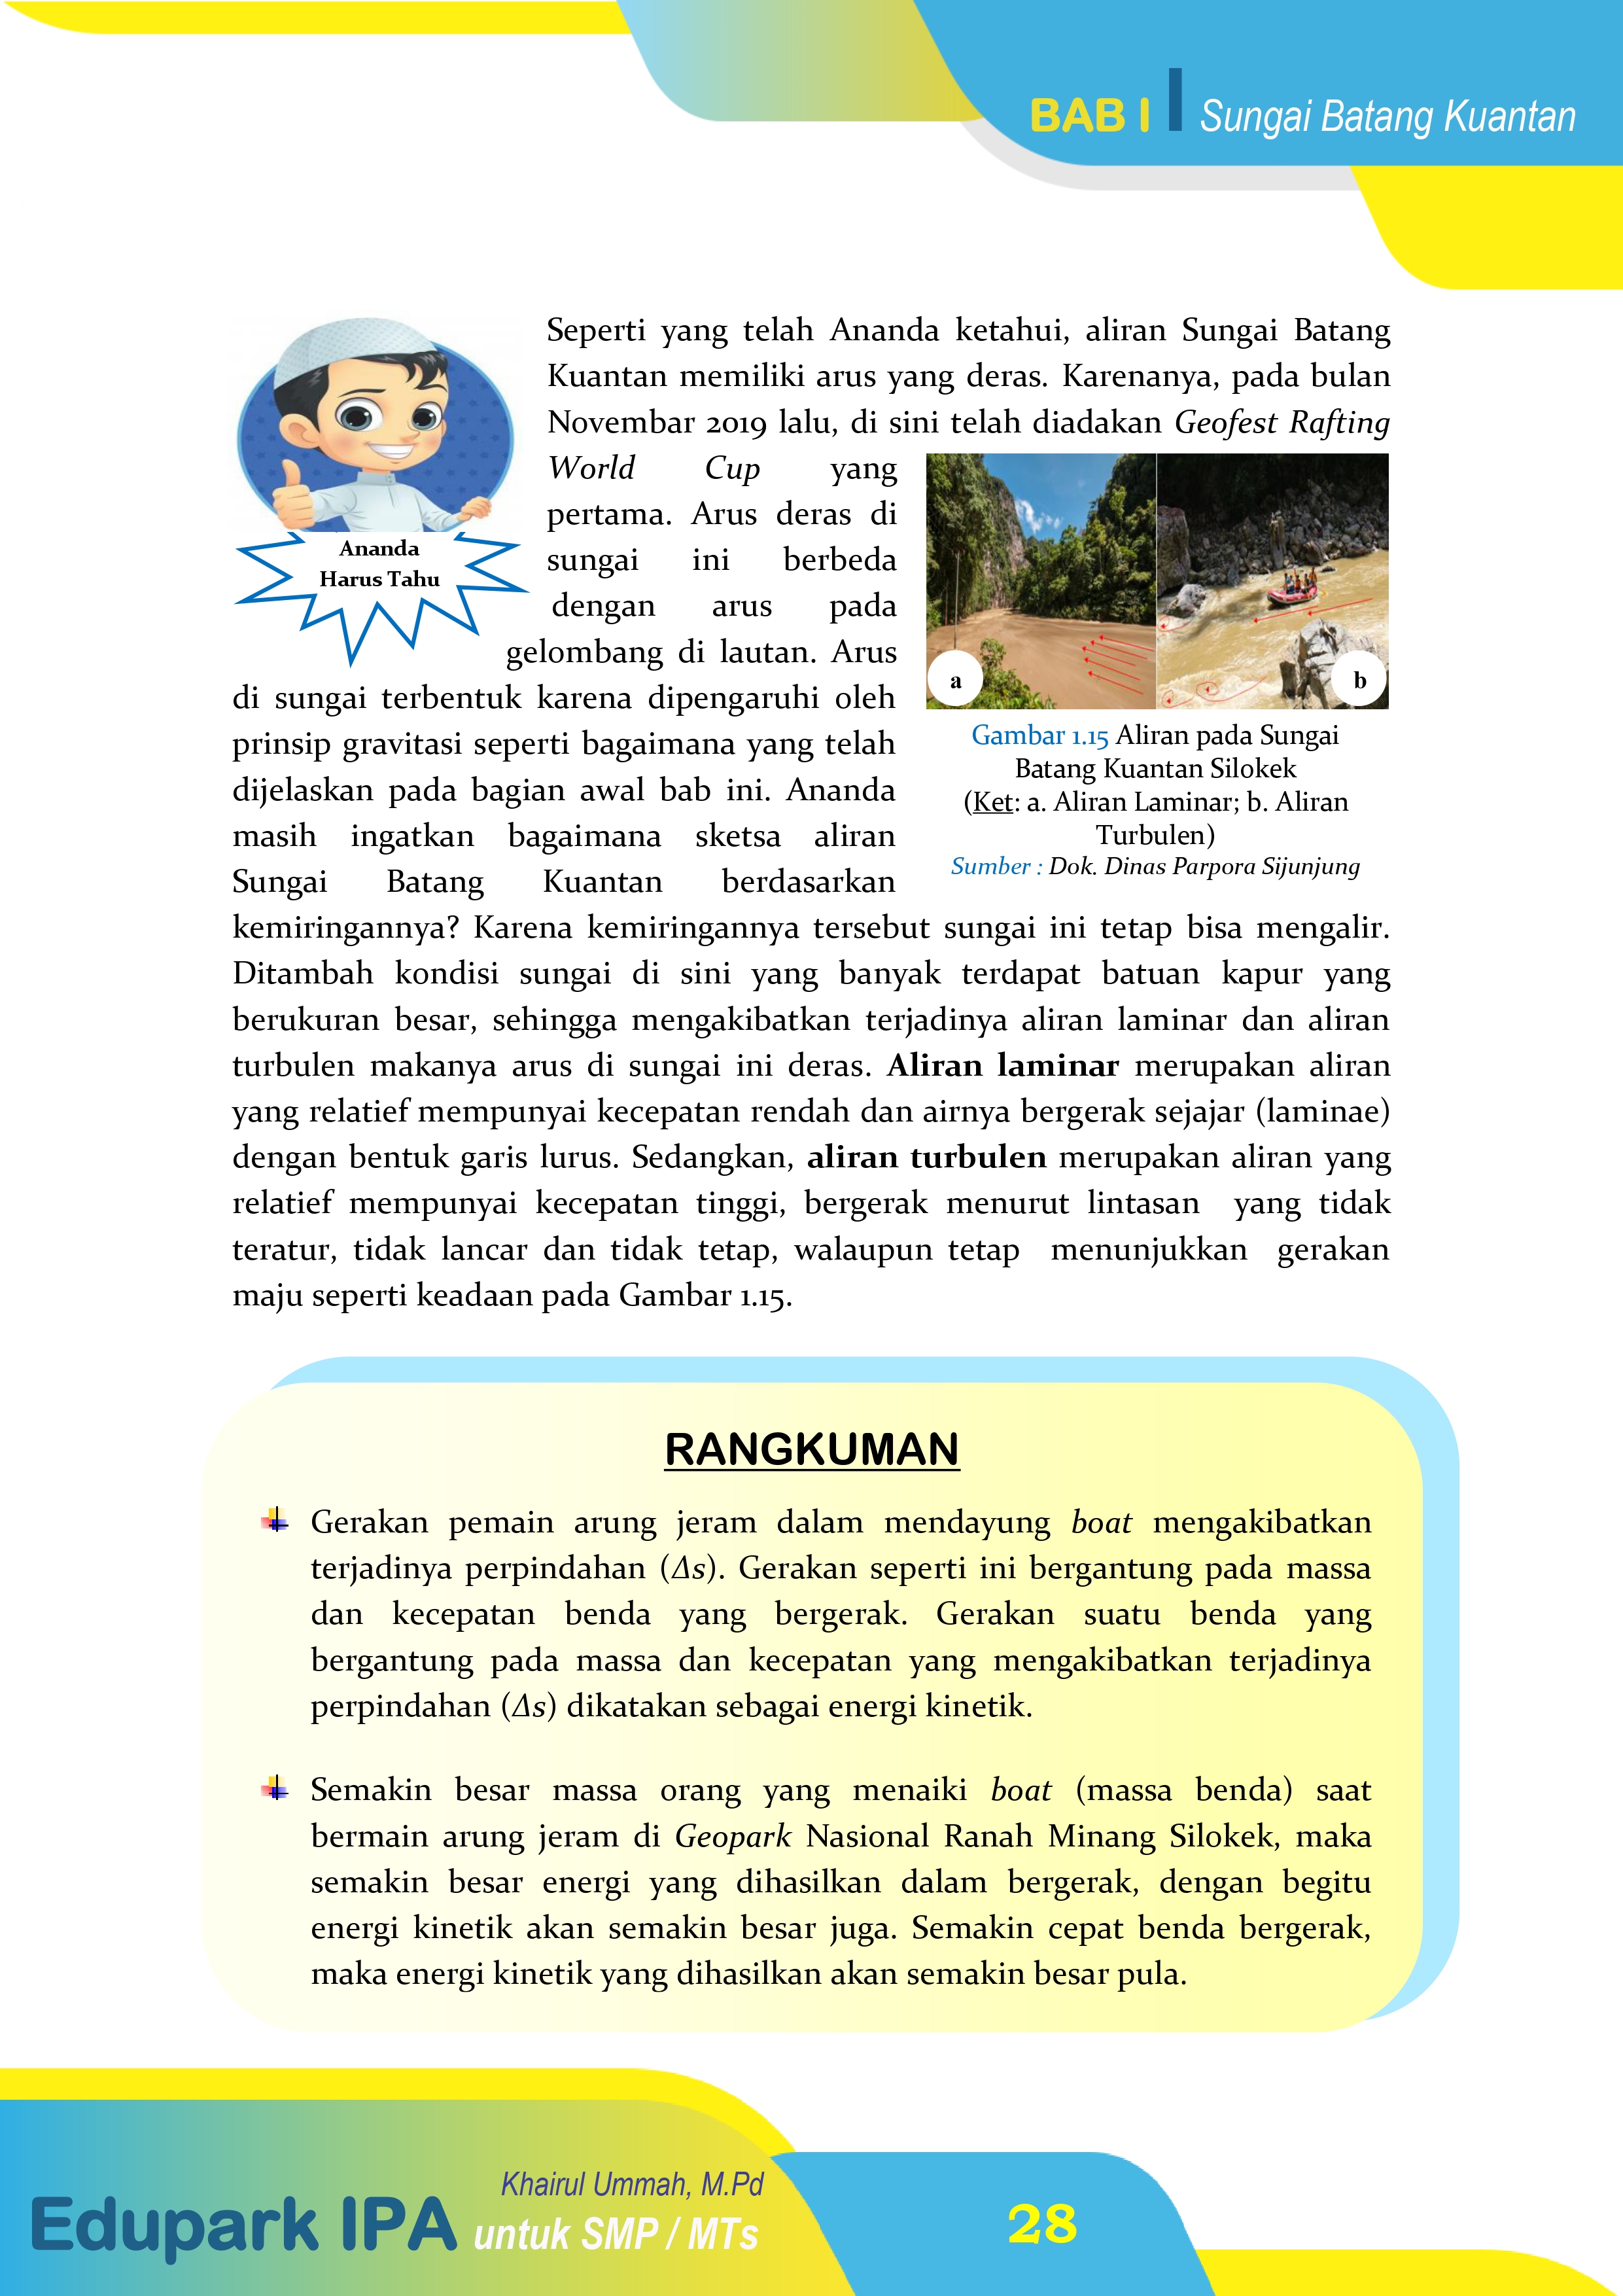 BAB I
Sungai Batang Kuantan
Ananda
Harus Tahu
Seperti yang telah Ananda ketahui, aliran Sungai Batang
Kuantan memiliki arus yang deras. Karenanya, pada bulan
Novembar 2019 lalu, di sini telah diadakan Geofest Rafting
World Cup yang
pertama. Arus deras di
sungai ini berbeda
dengan arus pada
gelombang di lautan. Arus
di sungai terbentuk karena dipengaruhi oleh
prinsip gravitasi seperti bagaimana yang telah
dijelaskan pada bagian awal bab ini. Ananda
masih ingatkan bagaimana sketsa aliran
Sungai Batang Kuantan berdasarkan
kemiringannya? Karena kemiringannya tersebut sungai ini tetap bisa mengalir.
Ditambah kondisi sungai di sini yang banyak terdapat batuan kapur yang
berukuran besar, sehingga mengakibatkan terjadinya aliran laminar dan aliran
turbulen makanya arus di sungai ini deras. Aliran laminar merupakan aliran
yang relatief mempunyai kecepatan rendah dan airnya bergerak sejajar (laminae)
dengan bentuk garis lurus. Sedangkan, aliran turbulen merupakan aliran yang
relatief mempunyai kecepatan tinggi, bergerak menurut lintasan yang tidak
teratur, tidak lancar dan tidak tetap, walaupun tetap menunjukkan gerakan
maju seperti keadaan pada Gambar 1.15.
a
b
Gambar 1.15 Aliran pada Sungai
Batang Kuantan Silokek
(Ket: a. Aliran Laminar; b. Aliran
Turbulen)
Sumber : Dok. Dinas Parpora Sijunjung
RANGKUMAN
Gerakan pemain arung jeram dalam mendayung boat mengakibatkan
terjadinya perpindahan (Δs). Gerakan seperti ini bergantung pada massa
dan kecepatan benda yang bergerak. Gerakan suatu benda yang
bergantung pada massa dan kecepatan yang mengakibatkan terjadinya
perpindahan (Δs) dikatakan sebagai energi kinetik.
Semakin besar massa orang yang menaiki boat (massa benda) saat
bermain arung jeram di Geopark Nasional Ranah Minang Silokek, maka
semakin besar energi yang dihasilkan dalam bergerak, dengan begitu
energi kinetik akan semakin besar juga. Semakin cepat benda bergerak,
maka energi kinetik yang dihasilkan akan semakin besar pula.
Khairul Ummah, M.Pd
Edupark IPA untuk SMP / MTs
28